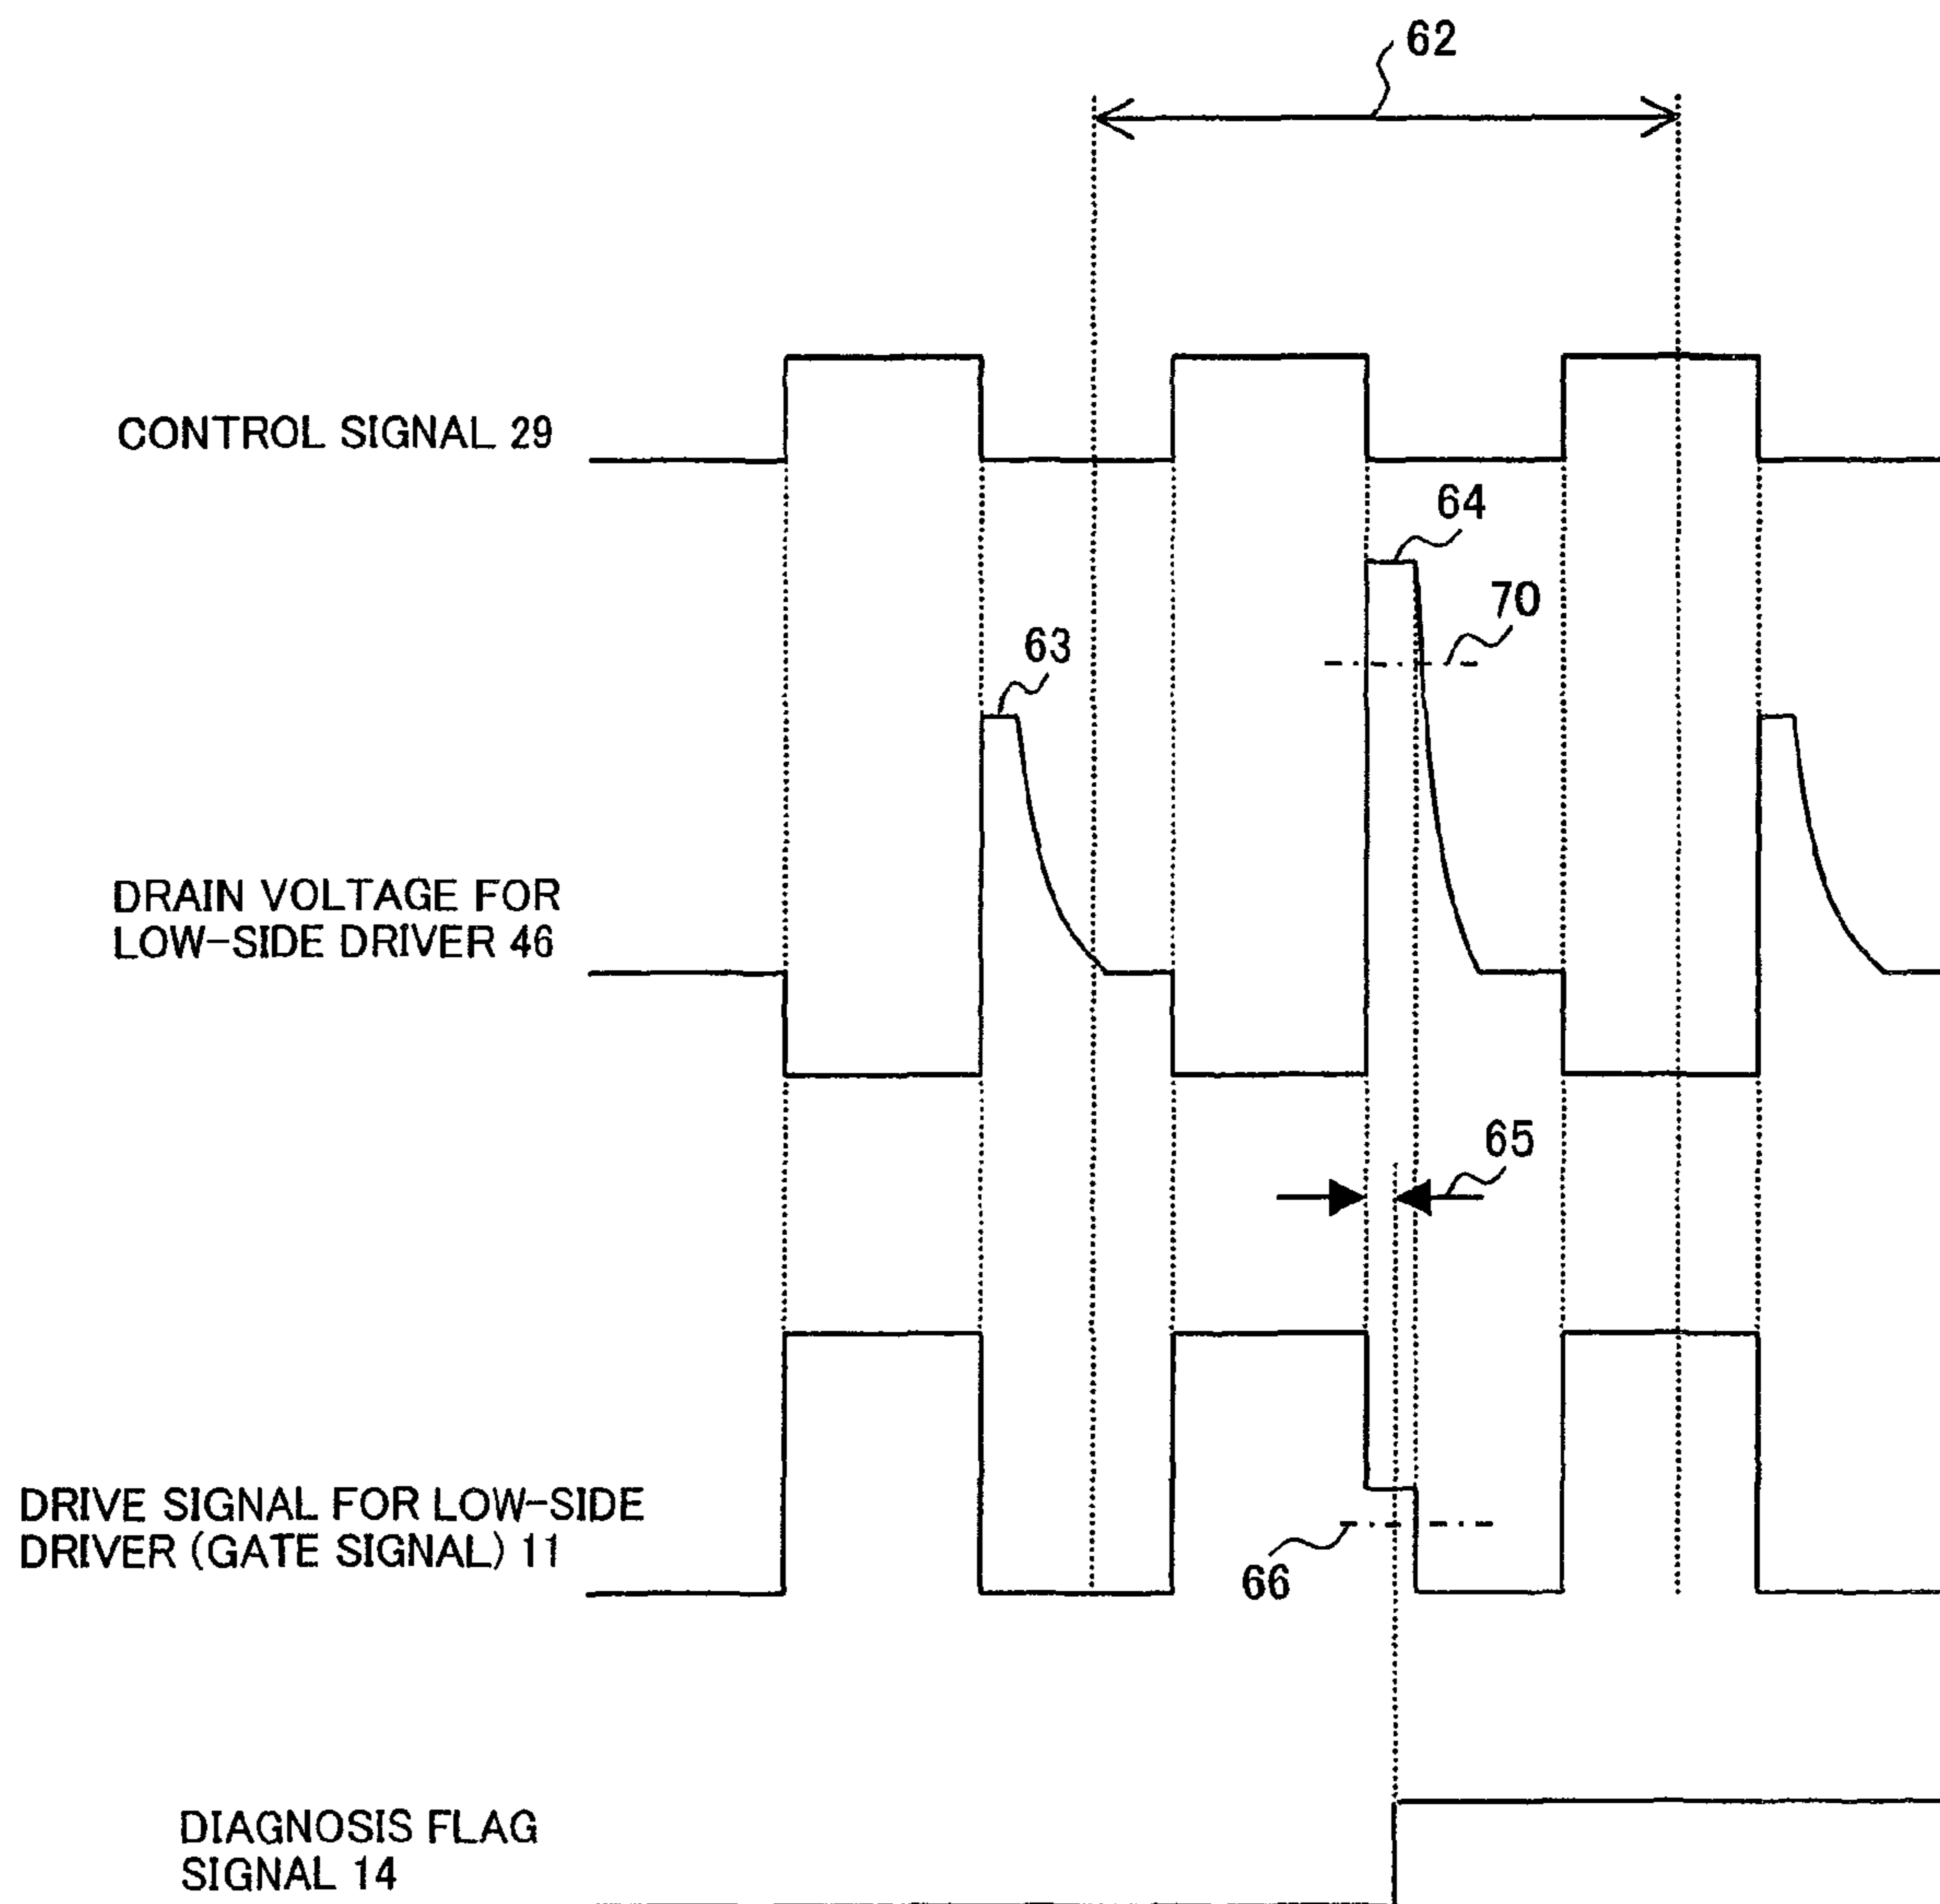 62
CONTROL SIGNAL 29
64
70
63
DRAIN VOLTAGE FOR
LOW-SIDE DRIVER 46
65
DRIVE SIGNAL FOR LOW-SIDE
DRIVER (GATE SIGNAL) 11
66
DIAGNOSIS FLAG
SIGNAL 14